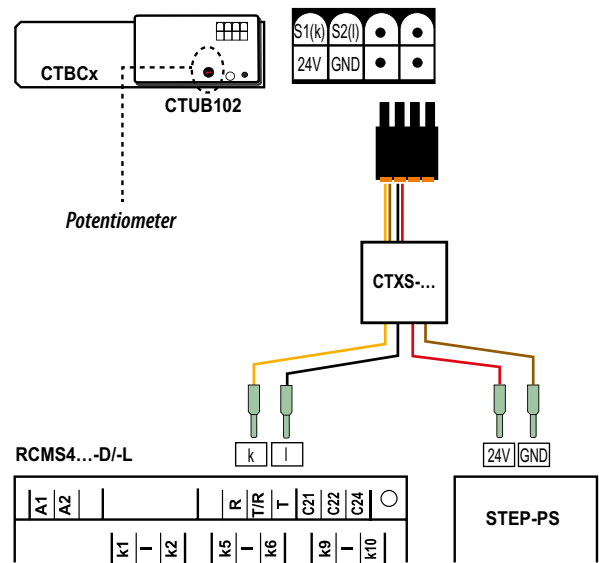 S1(k) S2(l)
24V GND
CTBCx
CTUB102
Potentiometer
CTXS-...
RCMS4...-D/-L
k l
24V GND
A1 A2 R T/R T C21 C22 C24
STEP-PS
k1 l k2 k5 l k6 k9 l k10